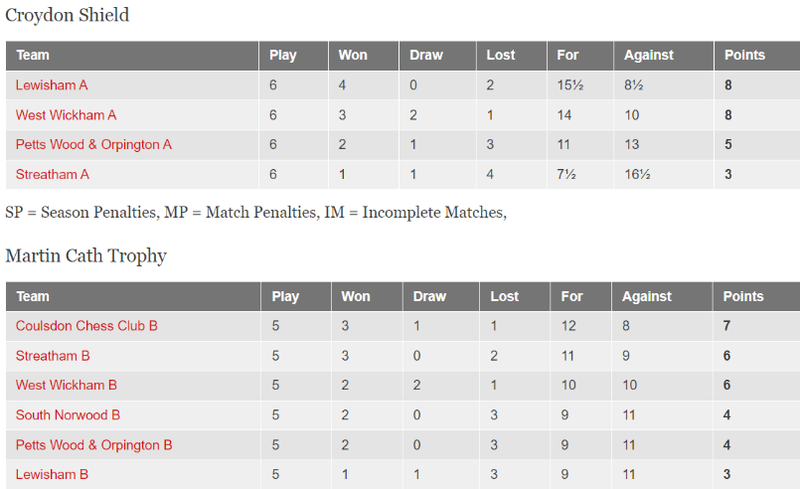 Croydon Shield
Team Play Won Draw Lost For Against Points
Lewisham A 6 4 0 2 15½ 8½ 8
West Wickham A 6 3 2 1 14 10 8
Petts Wood & Orpington A 6 2 1 3 11 13 5
Streatham A 6 1 1 4 7½ 16½ 3
SP = Season Penalties, MP = Match Penalties, IM = Incomplete Matches,
Martin Cath Trophy
Team Play Won Draw Lost For Against Points
Coulsdon Chess Club B 5 3 1 1 12 8 7
Streatham B 5 3 0 2 11 9 6
West Wickham B 5 2 2 1 10 10 6
South Norwood B 5 2 0 3 9 11 4
Petts Wood & Orpington B 5 2 0 3 9 11 4
Lewisham B 5 1 1 3 9 11 3